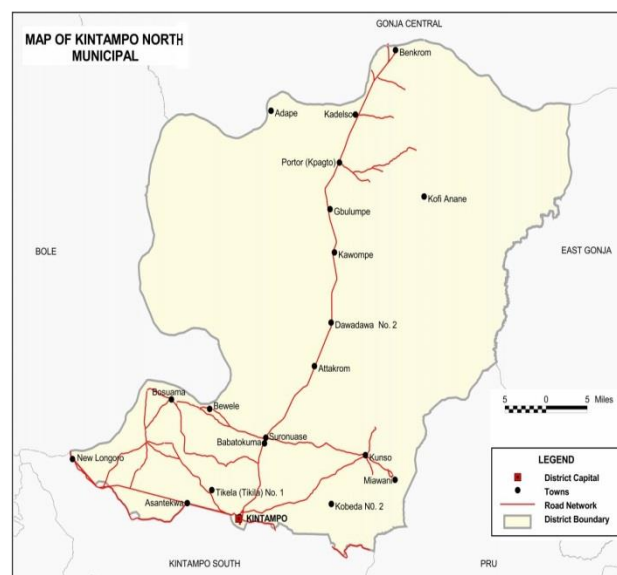 GONJA CENTRAL
MAP OF KINTAMPO NORTH
MUNICIPAL
Benkrom
Adape
Kadelso
Portor (Kpagto)
Kofi Anane
Gbulumpe
BOLE
EAST GONJA
Kawompe
Dawadawa No. 2
Attakrom
5 0 5 Miles
Bosuama
Bewele
Suronuase
Babatokuma
New Longoro
Kunso
Miawani
Tikela (Tikila) No. 1
Asantekwa
Kobeda N0. 2
KINTAMPO
LEGEND
District Capital
Towns
Road Network
District Boundary
KINTAMPO SOUTH
PRU